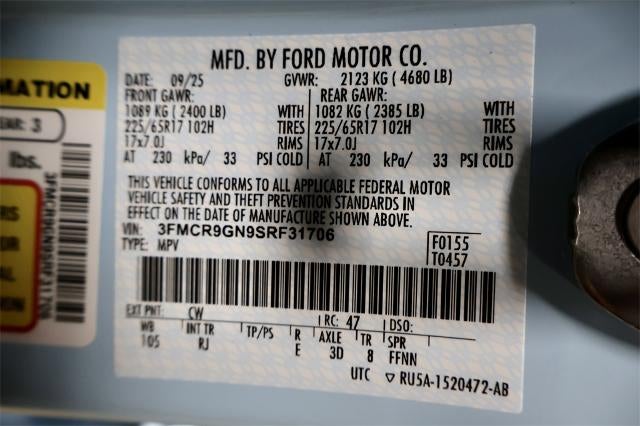 MFD. BY FORD MOTOR CO.
DATE: 09/25 GVWR: 2123 KG (4680 LB)
FRONT GAWR: REAR GAWR:
1089 KG (2400 LB) WITH 1082 KG (2385 LB) WITH
225/65R17 102H TIRES 225/65R17 102H TIRES
17x7.0J RIMS 17x7.0J RIMS
AT 230 kPa/ 33 PSI COLD AT 230 kPa/ 33 PSI COLD
THIS VEHICLE CONFORMS TO ALL APPLICABLE FEDERAL MOTOR
VEHICLE SAFETY AND THEFT PREVENTION STANDARDS IN
EFFECT ON THE DATE OF MANUFACTURE SHOWN ABOVE.
VIN: 3FMCR9GN9SRF31706
TYPE: MPV
F0155
T0457
EXT PNT: CW RC: 47 DSO:
WB INT TR TP/PS R AXLE TR SPR
105 RJ E 3D 8 FFNN
UTC ▽ RU5A-1520472-AB
MATION
EAR: 3
lbs.
3FMCR9GN9SRF31706
RS
OR